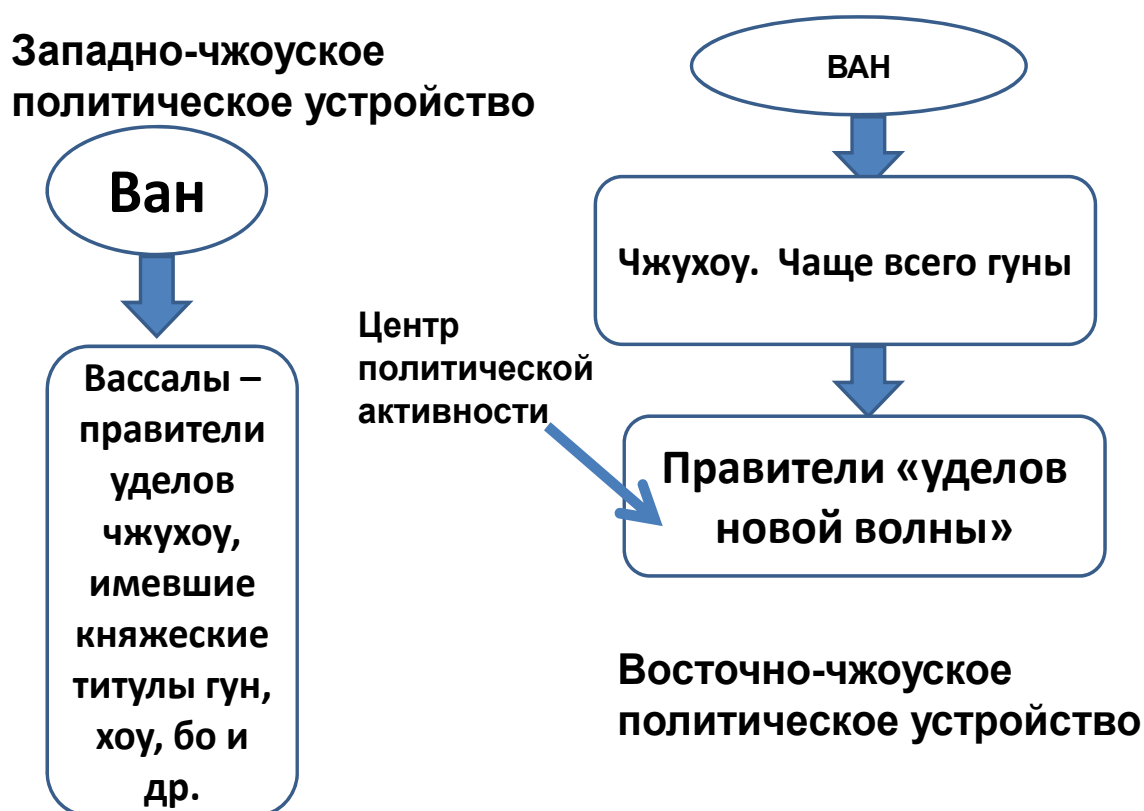 Западно-чжоуское
политическое устройство
Ван
Вассалы –
правители
уделов
чжухоу,
имевшие
княжеские
титулы гун,
хоу, бо и
др.
ВАН
Чжухоу. Чаще всего гуны
Центр
политической
активности
Правители «уделов
новой волны»
Восточно-чжоуское
политическое устройство